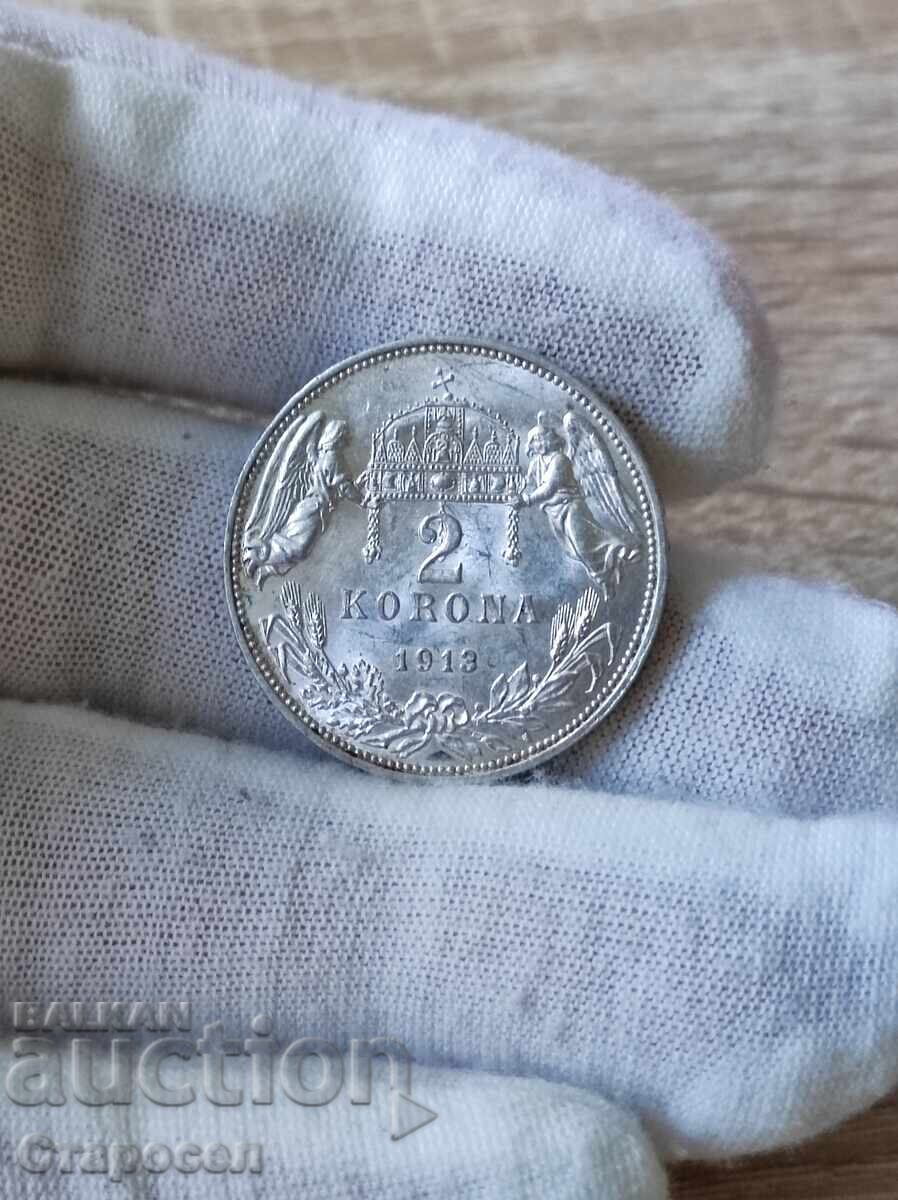 2
KORONA
1913
BALKAN
auction
Старосел